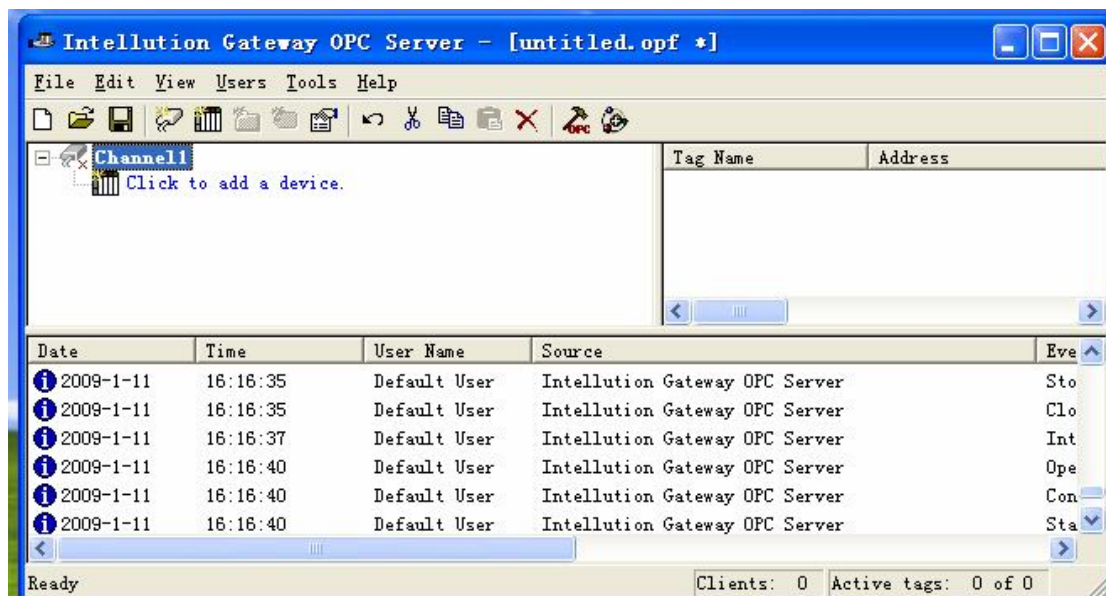 Intellution Gateway OPC Server - [untitled.opf *]
File Edit View Users Tools Help
Channel1
Click to add a device.
Tag Name Address
Date Time User Name Source Eve
2009-1-11 16:16:35 Default User Intellution Gateway OPC Server Sto
2009-1-11 16:16:35 Default User Intellution Gateway OPC Server Clo
2009-1-11 16:16:37 Default User Intellution Gateway OPC Server Int
2009-1-11 16:16:40 Default User Intellution Gateway OPC Server Ope
2009-1-11 16:16:40 Default User Intellution Gateway OPC Server Con
2009-1-11 16:16:40 Default User Intellution Gateway OPC Server Sta
Ready Clients: 0 Active tags: 0 of 0